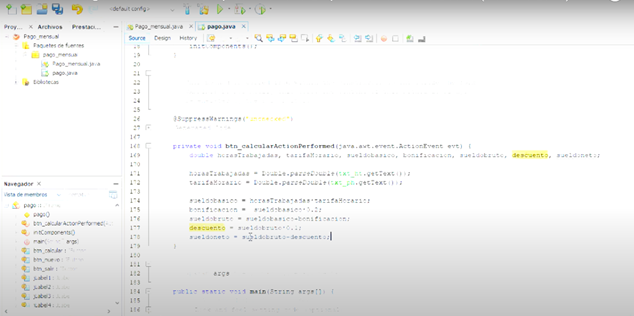 <default config>
Proy... × Archivos Prestacion...
Pago_mensual
Paquetes de fuentes
pago_mensual
Pago_mensual.java
pago.java
Bibliotecas
Navegador ×
Vista de miembros
pago ::
pago()
btn_calcularActionPerformed(
initComponents()
main(String args[])
btn_calcular :
btn_nuevo :
btn_salir :
jLabel1 :
jLabel2 :
jLabel3 :
jLabel4 :
Pago_mensual.java × pago.java ×
Source Design History
18 initComponents();
19 }
20
21
22
23
24
25
26 @SuppressWarnings("unchecked")
27
167
168 private void btn_calcularActionPerformed(java.awt.event.ActionEvent evt) {
169 Double horasTrabajadas, tarifaHorario, sueldobasico, bonificacion, sueldobruto, descuento, sueldoneto;
170
171 horasTrabajadas = Double.parseDouble(txt_ht.getText());
172 tarifaHorario = Double.parseDouble(txt_ph.getText());
173
174 sueldobasico = horasTrabajadas*tarifaHorario;
175 bonificacion = sueldobasico*0.2;
176 sueldobruto = sueldobasico+bonificacion;
177 descuento = sueldobruto*0.1;
178 sueldoneto = sueldobruto-descuento;
179 }
180
181
182 args
183
184 public static void main(String args[]) {